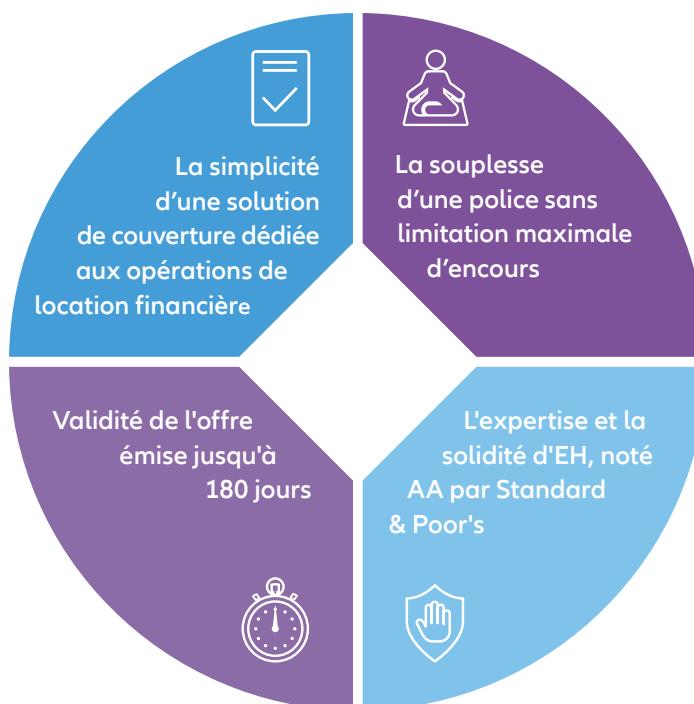 La simplicité
d’une solution
de couverture dédiée
aux opérations de
location financière
La souplesse
d’une police sans
limitation maximale
d’encours
Validité de l'offre
émise jusqu'à
180 jours
L'expertise et la
solidité d'EH, noté
AA par Standard
& Poor's